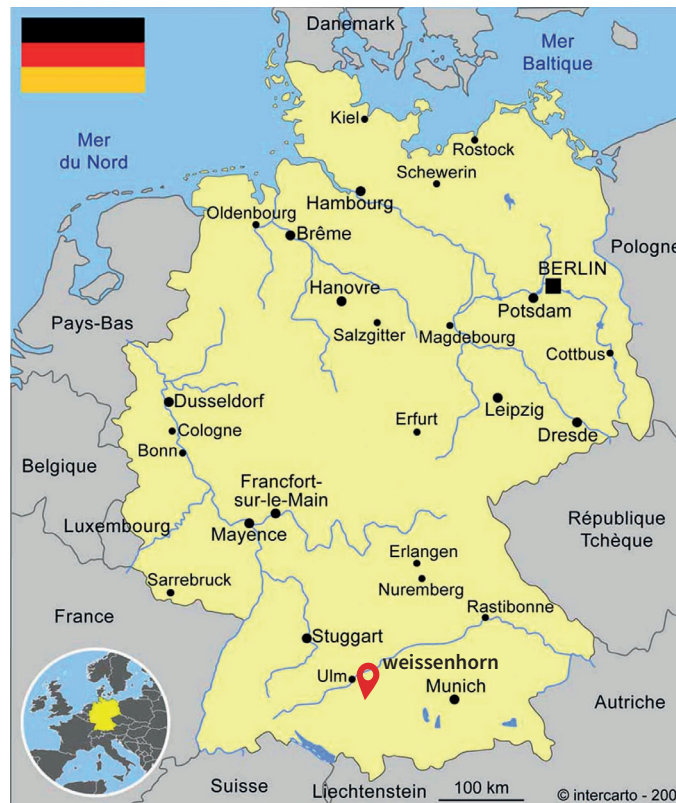 Danemark
Mer
Baltique
Kiel
Mer
du Nord
Rostock
Schewerin
Hambourg
Oldenbourg
Brême
Pologne
BERLIN
Hanovre
Potsdam
Pays-Bas
Salzgitter
Magdebourg
Cottbus
Dusseldorf
Leipzig
Cologne
Erfurt
Dresde
Bonn
Belgique
Francfort-
sur-le-Main
Luxembourg
Mayence
République
Tchèque
Erlangen
Sarrebruck
Nuremberg
Rastibonne
France
Stuggart
weissenhorn
Ulm
Munich
Autriche
Suisse
Liechtenstein
100 km
© intercarto - 200